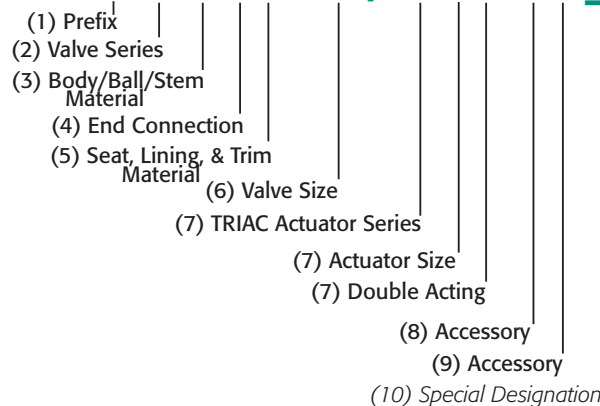 (1) Prefix
(2) Valve Series
(3) Body/Ball/Stem
Material
(4) End Connection
(5) Seat, Lining, & Trim
Material
(6) Valve Size
(7) TRIAC Actuator Series
(7) Actuator Size
(7) Double Acting
(8) Accessory
(9) Accessory
(10) Special Designation